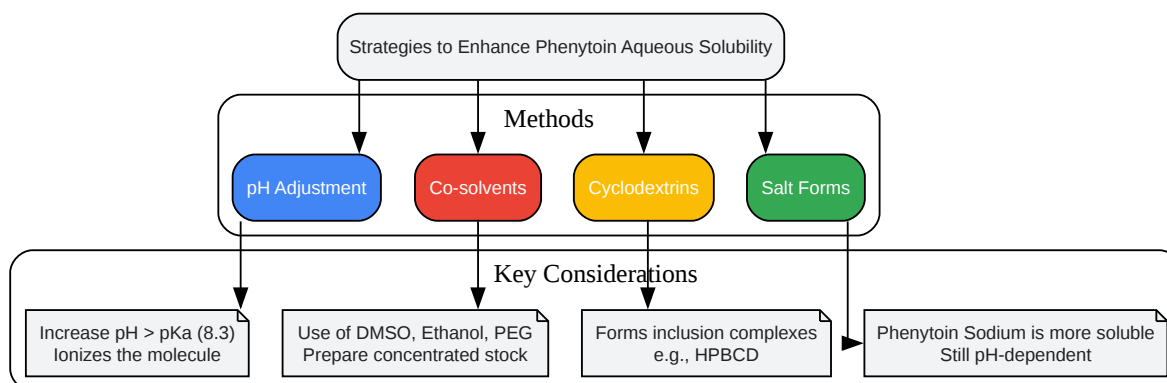 Strategies to Enhance Phenytoin Aqueous Solubility
Methods
pH Adjustment
Co-solvents
Cyclodextrins
Salt Forms
Key Considerations
Increase pH > pKa (8.3)
Ionizes the molecule
Use of DMSO, Ethanol, PEG
Prepare concentrated stock
Forms inclusion complexes
e.g., HPBCD
Phenytoin Sodium is more soluble
Still pH-dependent